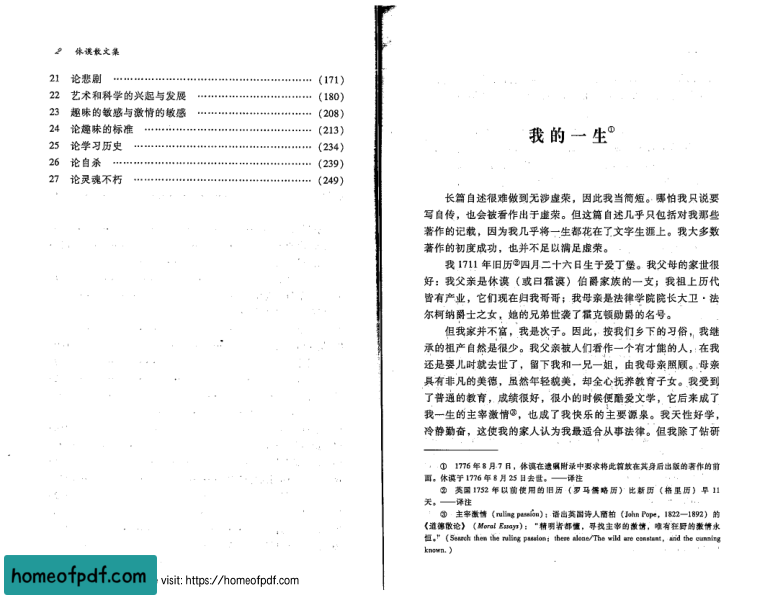 2 休谟散文集
21 论悲剧 …………………………………………… (171)
22 艺术和科学的兴起与发展 ………………………… (180)
23 趣味的敏感与激情的敏感 ………………………… (208)
24 论趣味的标准 …………………………………… (213)
25 论学习历史 ……………………………………… (234)
26 论自杀 …………………………………………… (239)
27 论灵魂不朽 ……………………………………… (249)
我的一生①
长篇自述很难做到无涉虚荣，因此我当简短。哪怕我只说要
写自传，也会被看作出于虚荣。但这篇自述几乎只包括对我那些
著作的记载，因为我几乎将一生都花在了文字生涯上。我大多数
著作的初度成功，也并不足以满足虚荣。
我 1711 年旧历②四月二十六日生于爱丁堡。我父母的家世很
好：我父亲是休谟（或曰霍谟）伯爵家族的一支；我祖上历代
皆有产业，它们现在归我哥哥；我母亲是法律学院院长大卫·法
尔柯纳爵士之女，她的兄弟世袭了霍克顿勋爵的名号。
但我家并不富，我是次子。因此，按我们乡下的习俗，我继
承的祖产自然是很少。我父亲被人们看作一个有才能的人，在我
还是婴儿时就去世了，留下我和一兄一姐，由我母亲照顾。母亲
具有非凡的美德，虽然年轻貌美，却全心抚养教育子女。我受到
了普通的教育，成绩很好，很小的时候便酷爱文学，它后来成了
我一生的主宰激情③，也成了我快乐的主要源泉。我天性好学，
冷静勤奋，这使我的家人认为我最适合从事法律。但我除了钻研
① 1776 年 8 月 7 日，休谟在遗嘱附录中要求将此篇放在其身后出版的著作的前
面。休谟于 1776 年 8 月 25 日去世。——译注
② 英国 1752 年以前使用的旧历（罗马儒略历）比新历（格里历）早 11
天。——译注
③ 主宰激情（ruling passion）：语出英国诗人蒲柏（John Pope，1822—1892）的
《道德散论》（Moral Essays）：“精明者都懂，寻找主宰的激情，唯有狂野的激情永
恒。”（Search then the ruling passion; there alone/The wild are constant, and the cunning
known.）
homeofpdf.com
visit: https://homeofpdf.com